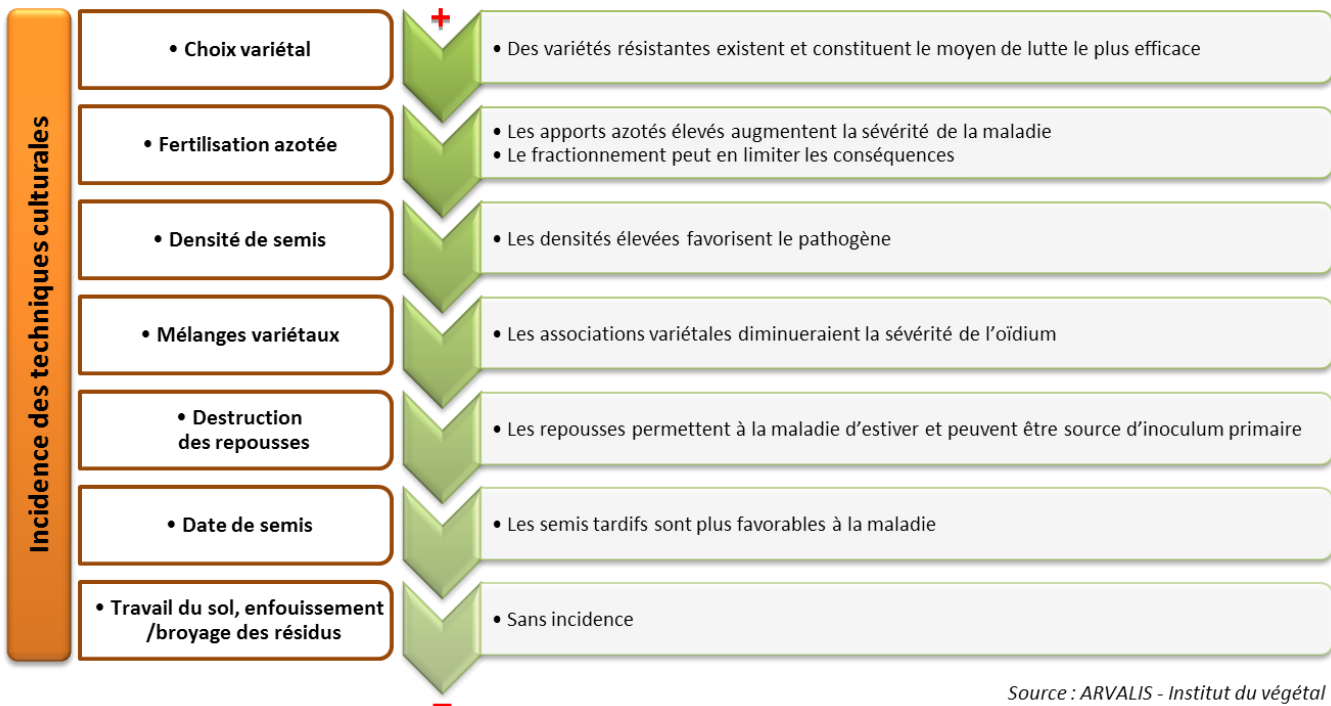 Incidence des techniques culturales
+
• Choix variétal
• Des variétés résistantes existent et constituent le moyen de lutte le plus efficace
• Fertilisation azotée
• Les apports azotés élevés augmentent la sévérité de la maladie
• Le fractionnement peut en limiter les conséquences
• Densité de semis
• Les densités élevées favorisent le pathogène
• Mélanges variétaux
• Les associations variétales diminueraient la sévérité de l’oïdium
• Destruction
des repousses
• Les repousses permettent à la maladie d’estiver et peuvent être source d’inoculum primaire
• Date de semis
• Les semis tardifs sont plus favorables à la maladie
• Travail du sol, enfouissement
/broyage des résidus
• Sans incidence
–
Source : ARVALIS - Institut du végétal